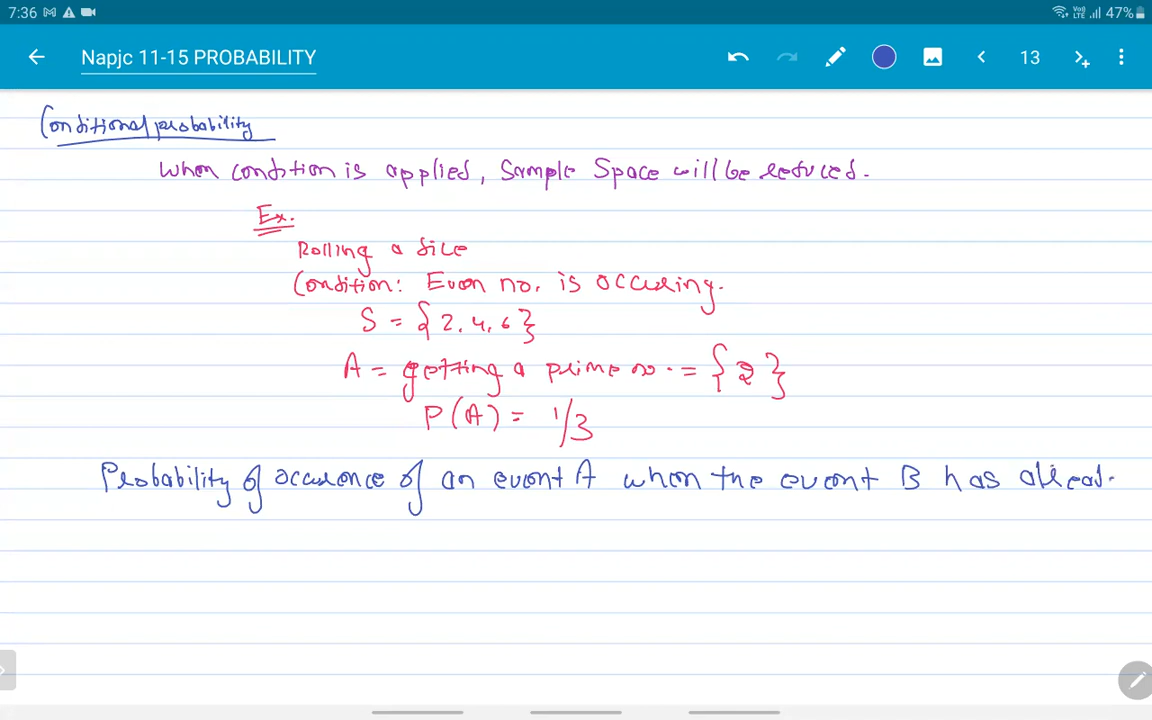 7:36 47%
Napjc 11-15 PROBABILITY 13
Conditional probability
When condition is applied, Sample Space will be reduced.
Ex.
Rolling a dice
Condition: Even no. is occuring.
S = {2, 4, 6}
A = getting a prime no. = {2}
P(A) = 1/3
Probability of occurence of an event A when the event B has alread.